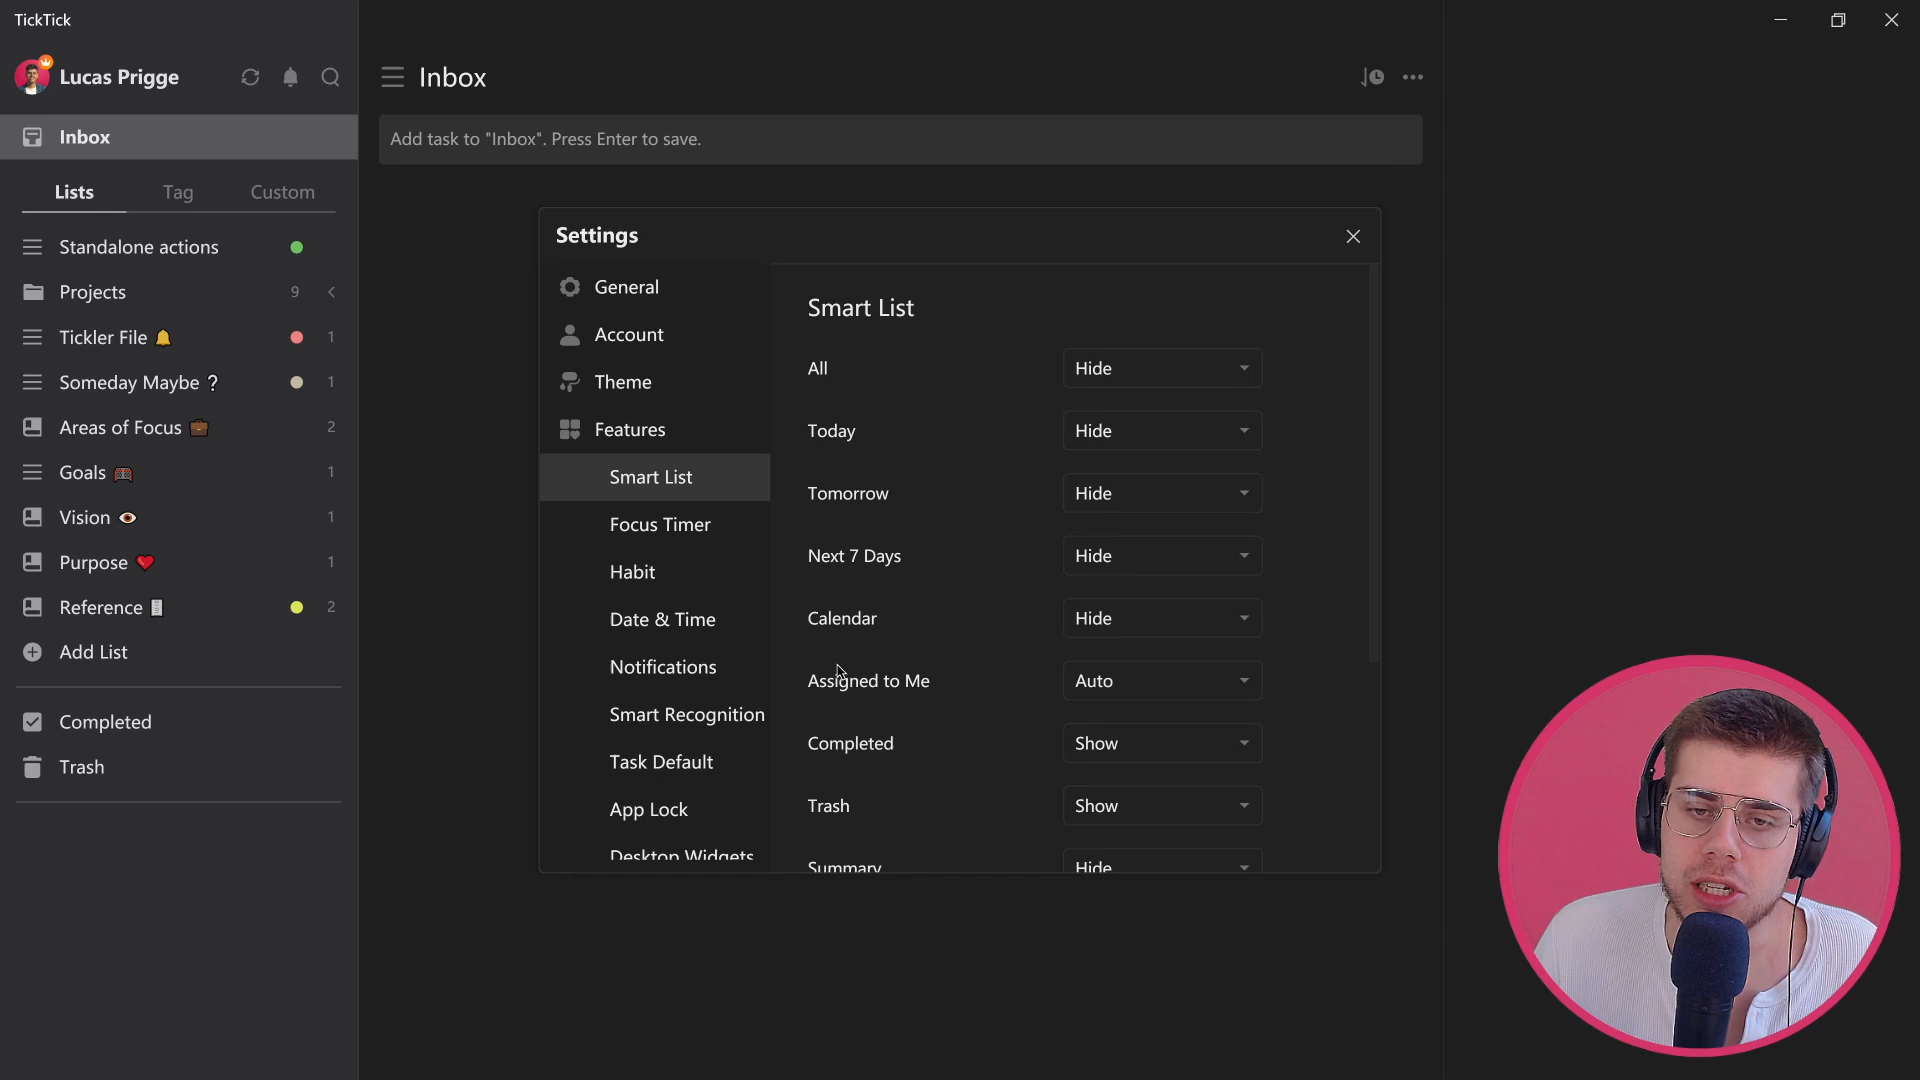 TickTick
Lucas Prigge
Inbox
Lists
Tag
Custom
Standalone actions
Projects
9
Tickler File 🔔
1
Someday Maybe ❔
1
Areas of Focus 💼
2
Goals 🥅
1
Vision 👁️
1
Purpose ❤️
1
Reference 🎚
2
Add List
Completed
Trash
Inbox
Add task to "Inbox". Press Enter to save.
Settings
General
Account
Theme
Features
Smart List
Focus Timer
Habit
Date & Time
Notifications
Smart Recognition
Task Default
App Lock
Desktop Widgets
Smart List
All
Hide
Today
Hide
Tomorrow
Hide
Next 7 Days
Hide
Calendar
Hide
Assigned to Me
Auto
Completed
Show
Trash
Show
Summary
Hide